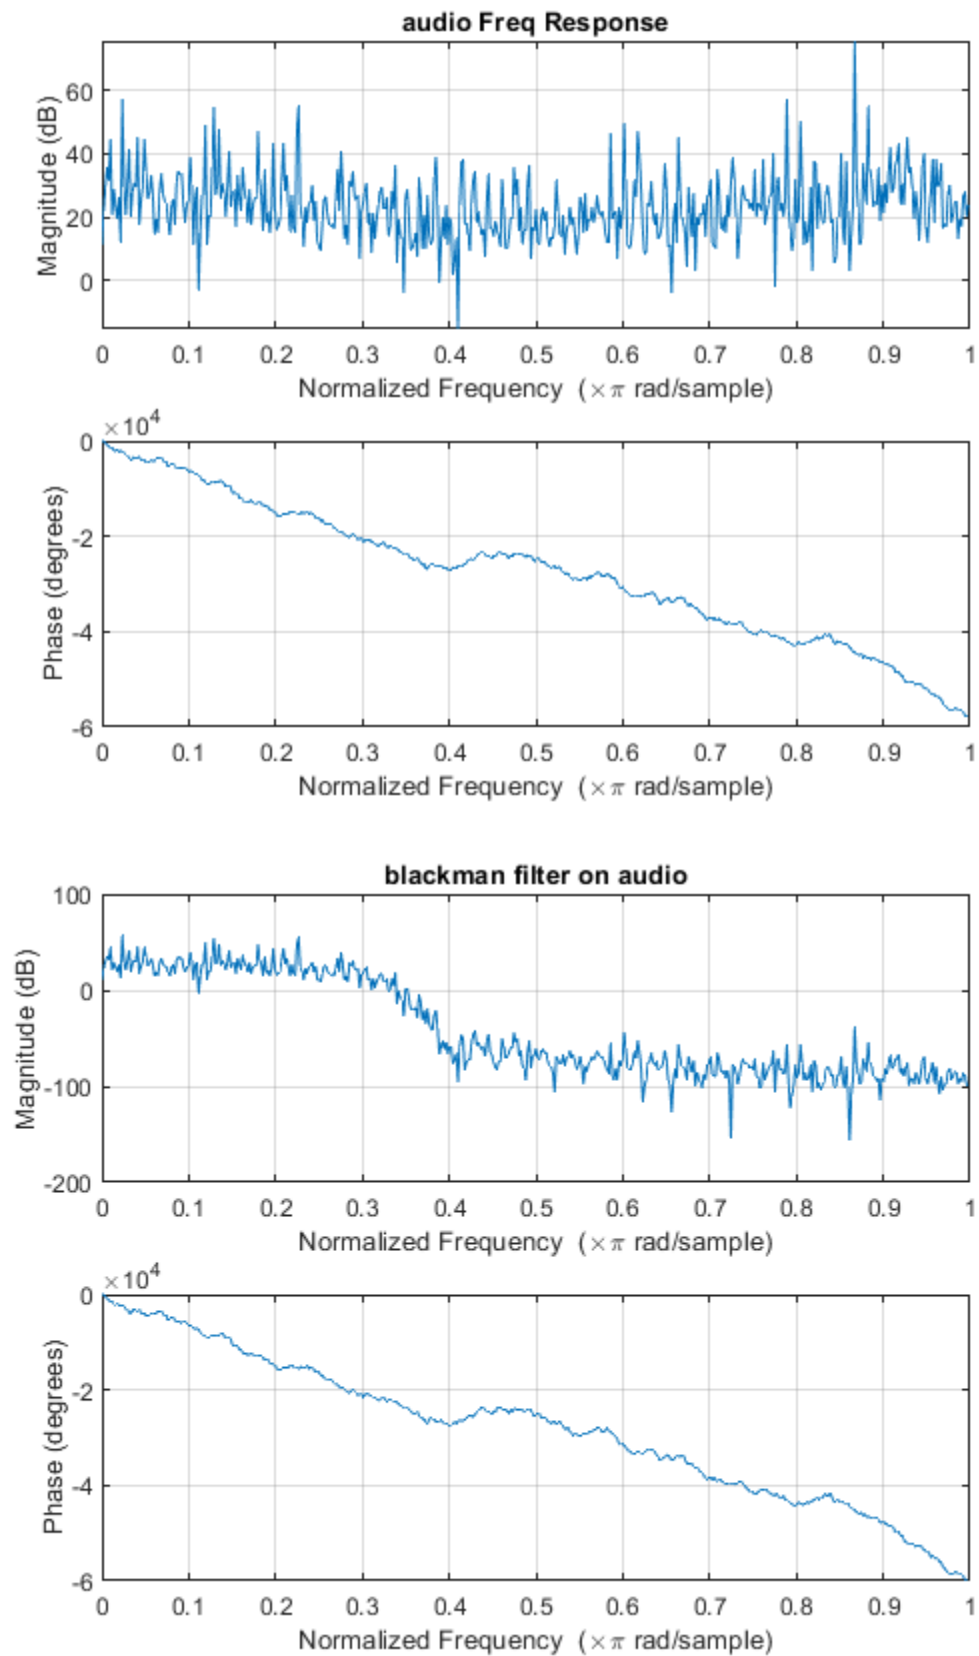 audio Freq Response
Magnitude (dB)
60
40
20
0
0 0.1 0.2 0.3 0.4 0.5 0.6 0.7 0.8 0.9 1
Normalized Frequency (×π rad/sample)
×10⁴
Phase (degrees)
0
-2
-4
-6
0 0.1 0.2 0.3 0.4 0.5 0.6 0.7 0.8 0.9 1
Normalized Frequency (×π rad/sample)
blackman filter on audio
Magnitude (dB)
100
0
-100
-200
0 0.1 0.2 0.3 0.4 0.5 0.6 0.7 0.8 0.9 1
Normalized Frequency (×π rad/sample)
×10⁴
Phase (degrees)
0
-2
-4
-6
0 0.1 0.2 0.3 0.4 0.5 0.6 0.7 0.8 0.9 1
Normalized Frequency (×π rad/sample)